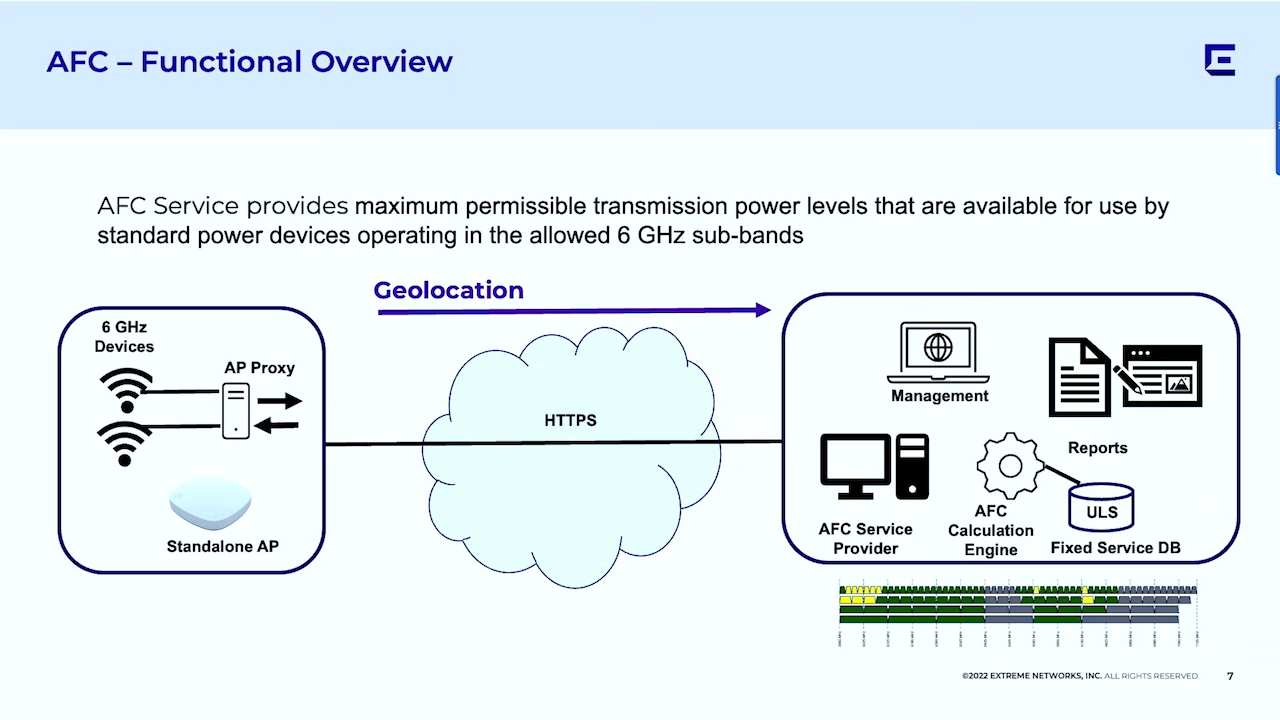 AFC – Functional Overview
AFC Service provides maximum permissible transmission power levels that are available for use by
standard power devices operating in the allowed 6 GHz sub-bands
Geolocation
6 GHz
Devices
AP Proxy
Standalone AP
HTTPS
Management
Reports
AFC Service
Provider
AFC
Calculation
Engine
ULS
Fixed Service DB
©2022 EXTREME NETWORKS, INC. ALL RIGHTS RESERVED.
7